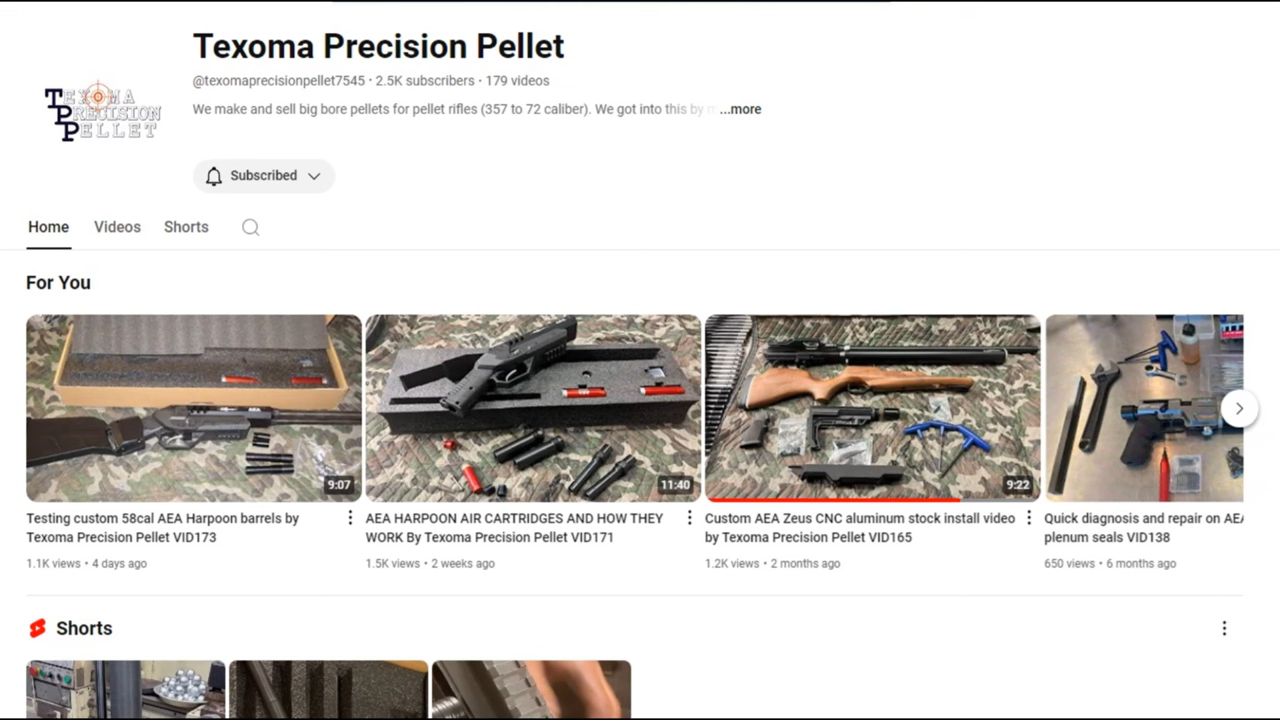 Texoma Precision Pellet
@texomaprecisionpellet7545 · 2.5K subscribers · 179 videos
We make and sell big bore pellets for pellet rifles (357 to 72 caliber). We got into this by ...more
TEXOMA
PRECISION
PELLET
Subscribed
Home
Videos
Shorts
For You
9:07
11:40
9:22
Testing custom 58cal AEA Harpoon barrels by
Texoma Precision Pellet VID173
1.1K views · 4 days ago
AEA HARPOON AIR CARTRIDGES AND HOW THEY
WORK By Texoma Precision Pellet VID171
1.5K views · 2 weeks ago
Custom AEA Zeus CNC aluminum stock install video
by Texoma Precision Pellet VID165
1.2K views · 2 months ago
Quick diagnosis and repair on AEA
plenum seals VID138
650 views · 6 months ago
Shorts